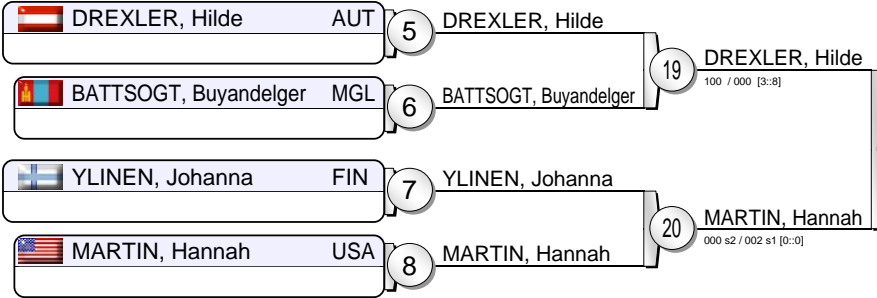 DREXLER, Hilde AUT 5 DREXLER, Hilde
19 DREXLER, Hilde
100 / 000 [3::8]
BATTSOGT, Buyandelger MGL 6 BATTSOGT, Buyandelger
YLINEN, Johanna FIN 7 YLINEN, Johanna
20 MARTIN, Hannah
000 s2 / 002 s1 [0::0]
MARTIN, Hannah USA 8 MARTIN, Hannah